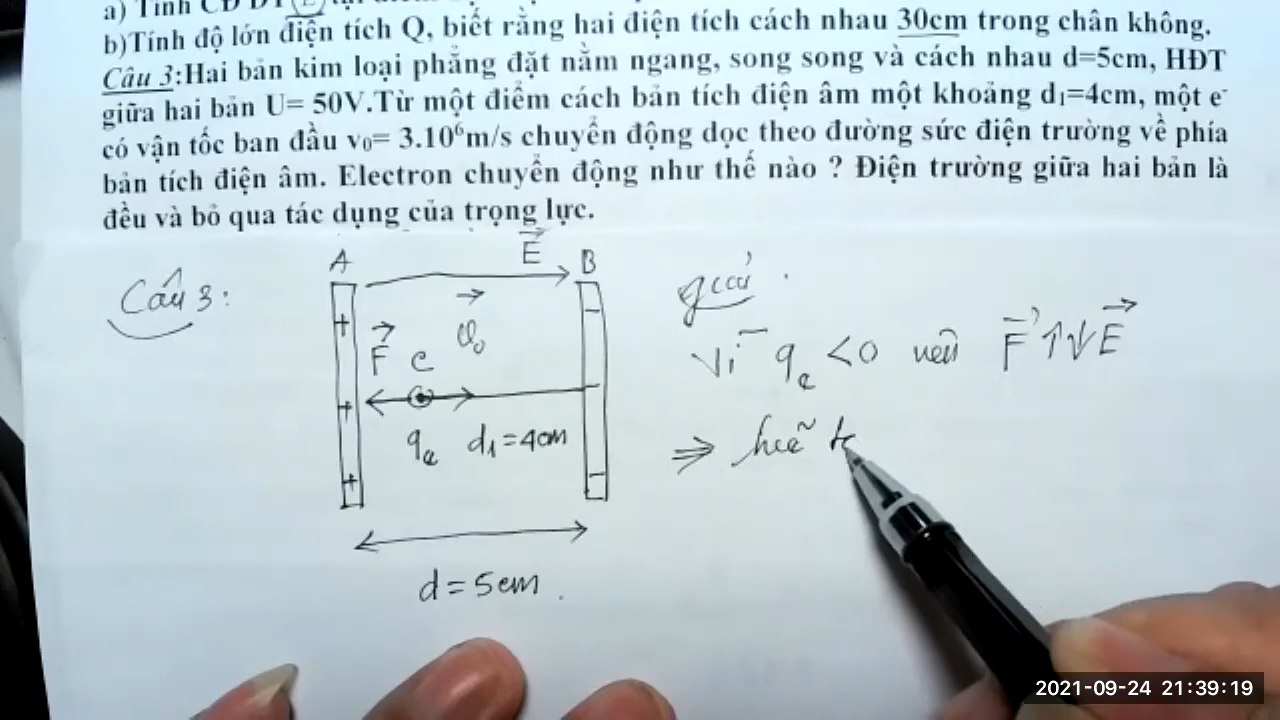 a) Tính CĐĐT (E) tại
b)Tính độ lớn điện tích Q, biết rằng hai điện tích cách nhau 30cm trong chân không.
Câu 3:Hai bản kim loại phẳng đặt nằm ngang, song song và cách nhau d=5cm, HĐT
giữa hai bản U= 50V.Từ một điểm cách bản tích điện âm một khoảng d₁=4cm, một e⁻
có vận tốc ban đầu v₀= 3.10⁶m/s chuyển động dọc theo đường sức điện trường về phía
bản tích điện âm. Electron chuyển động như thế nào ? Điện trường giữa hai bản là
đều và bỏ qua tác dụng của trọng lực.
Câu 3:
A E⃗ B
+ −
F⃗ C v⃗₀
+ −
qₑ d₁=4cm
+ −
d=5cm.
giải.
Vì qₑ <0 nên F⃗ ↑↓ E⃗
⇒
2021-09-24 21:39:19